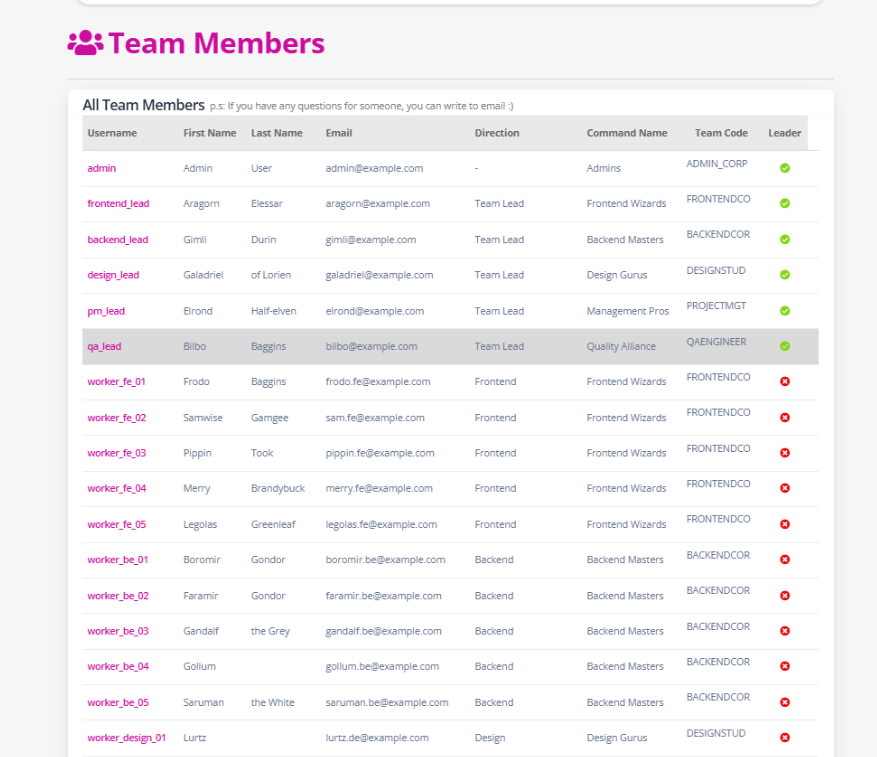 Team Members
All Team Members p.s: If you have any questions for someone, you can write to email :)
Username First Name Last Name Email Direction Command Name Team Code Leader
admin Admin User admin@example.com - Admins ADMIN_CORP
frontend_lead Aragorn Elessar aragorn@example.com Team Lead Frontend Wizards FRONTENDCO
backend_lead Gimli Durin gimli@example.com Team Lead Backend Masters BACKENDCOR
design_lead Galadriel of Lorien galadriel@example.com Team Lead Design Gurus DESIGNSTUD
pm_lead Elrond Half-elven elrond@example.com Team Lead Management Pros PROJECTMGT
qa_lead Bilbo Baggins bilbo@example.com Team Lead Quality Alliance QAENGINEER
worker_fe_01 Frodo Baggins frodo.fe@example.com Frontend Frontend Wizards FRONTENDCO
worker_fe_02 Samwise Gamgee sam.fe@example.com Frontend Frontend Wizards FRONTENDCO
worker_fe_03 Pippin Took pippin.fe@example.com Frontend Frontend Wizards FRONTENDCO
worker_fe_04 Merry Brandybuck merry.fe@example.com Frontend Frontend Wizards FRONTENDCO
worker_fe_05 Legolas Greenleaf legolas.fe@example.com Frontend Frontend Wizards FRONTENDCO
worker_be_01 Boromir Gondor boromir.be@example.com Backend Backend Masters BACKENDCOR
worker_be_02 Faramir Gondor faramir.be@example.com Backend Backend Masters BACKENDCOR
worker_be_03 Gandalf the Grey gandalf.be@example.com Backend Backend Masters BACKENDCOR
worker_be_04 Gollum gollum.be@example.com Backend Backend Masters BACKENDCOR
worker_be_05 Saruman the White saruman.be@example.com Backend Backend Masters BACKENDCOR
worker_design_01 Lurtz lurtz.de@example.com Design Design Gurus DESIGNSTUD